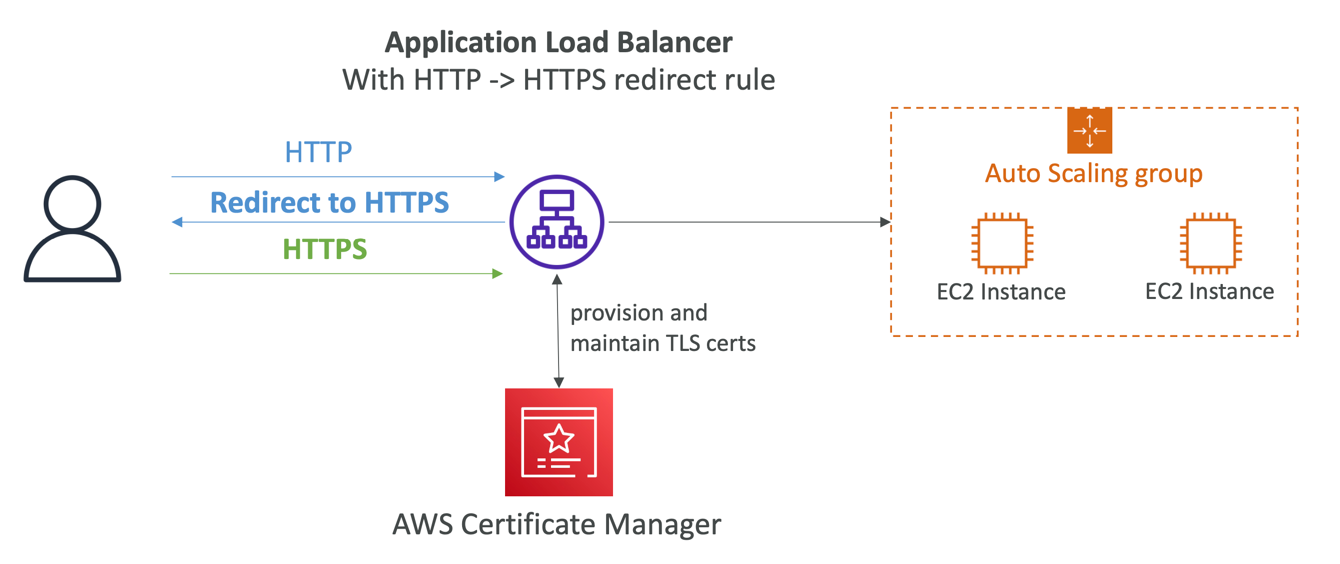 Application Load Balancer
With HTTP -> HTTPS redirect rule
HTTP
Redirect to HTTPS
HTTPS
Auto Scaling group
EC2 Instance
EC2 Instance
provision and
maintain TLS certs
AWS Certificate Manager